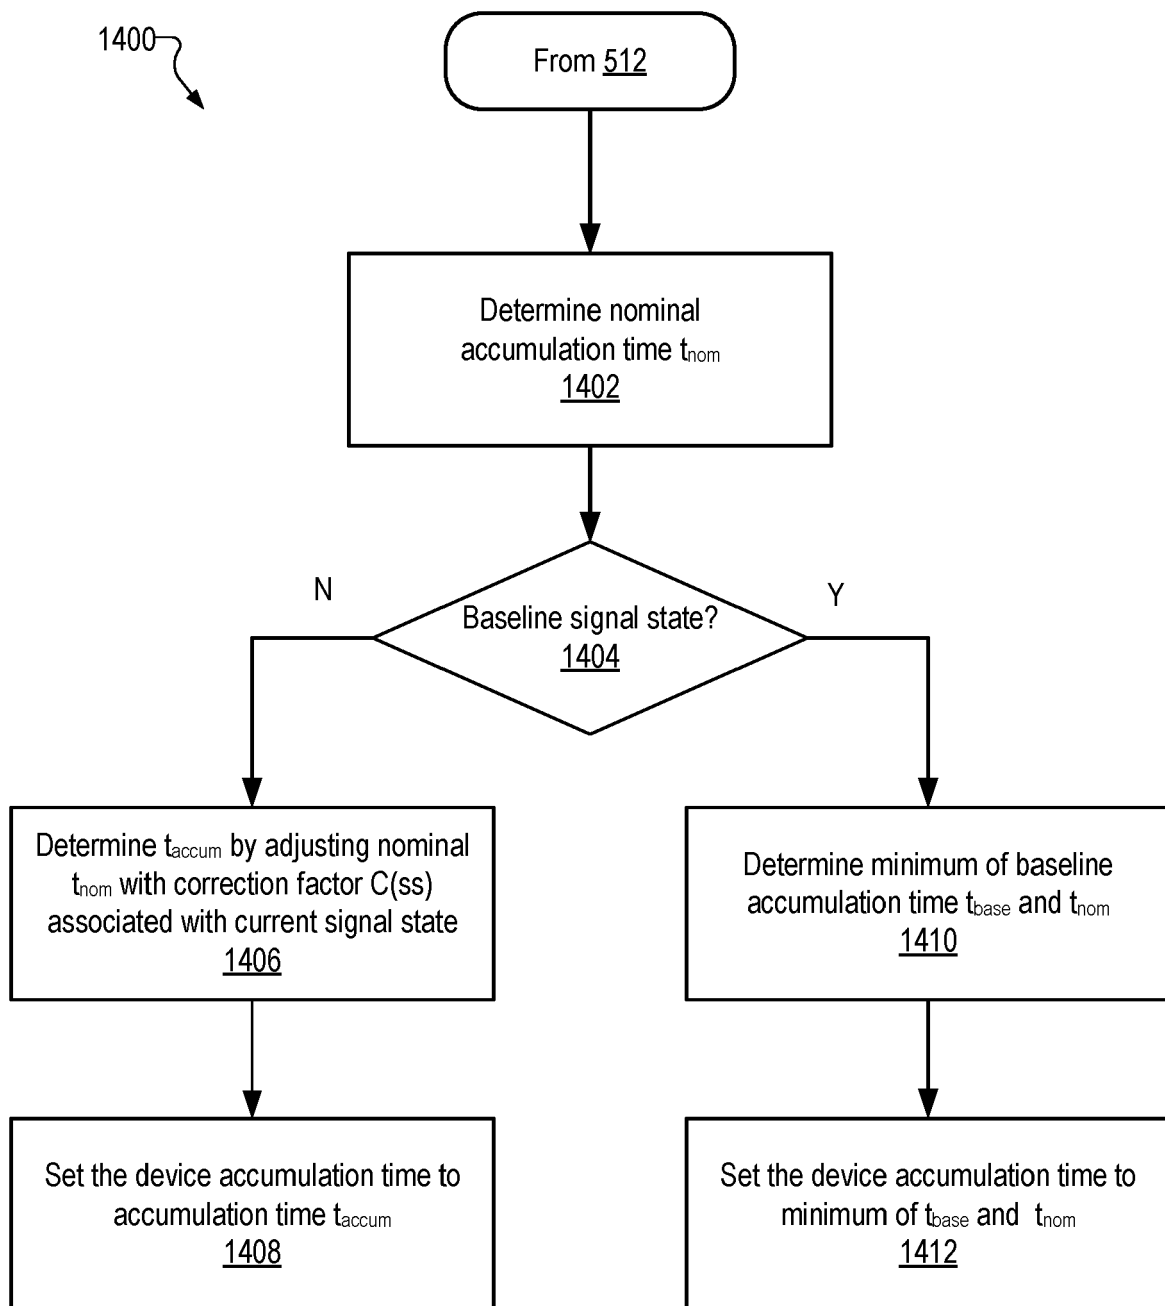 1400
From 512
Determine nominal
accumulation time tnom
1402
N
Y
Baseline signal state?
1404
Determine taccum by adjusting nominal
tnom with correction factor C(ss)
associated with current signal state
1406
Determine minimum of baseline
accumulation time tbase and tnom
1410
Set the device accumulation time to
accumulation time taccum
1408
Set the device accumulation time to
minimum of tbase and tnom
1412